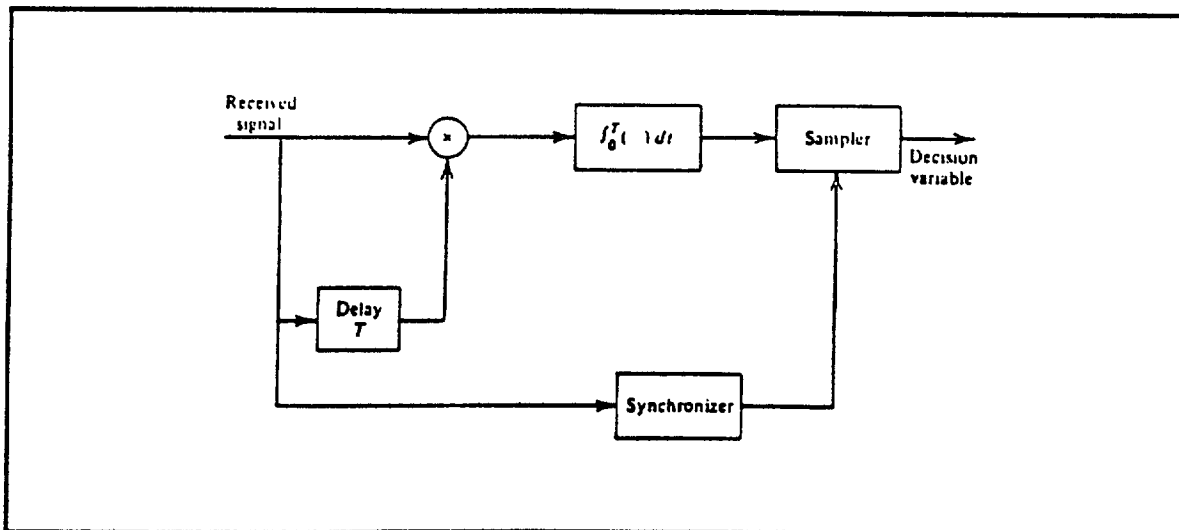 Received
signal
×
∫₀ᵀ( ) dt
Sampler
Decision
variable
Delay
T
Synchronizer